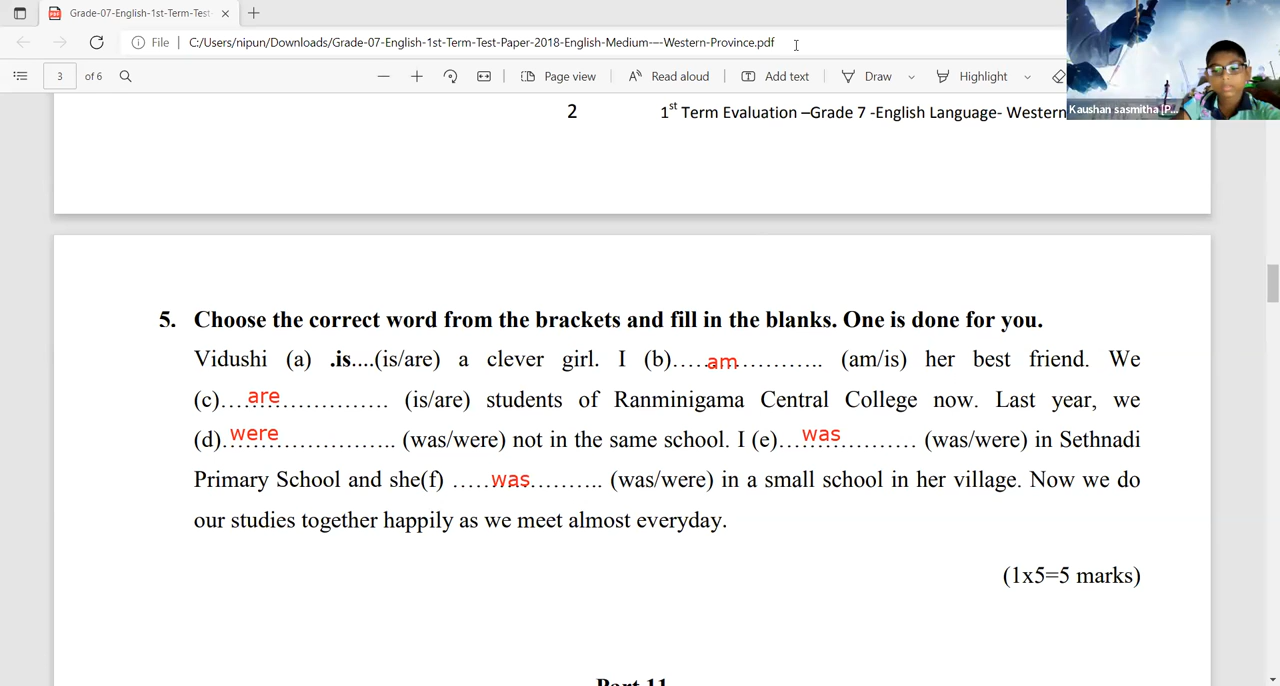 Grade-07-English-1st-Term-Test
File
C:/Users/nipun/Downloads/Grade-07-English-1st-Term-Test-Paper-2018-English-Medium-–-Western-Province.pdf
3 of 6
Page view
Read aloud
Add text
Draw
Highlight
Kaushan sasmitha [P...
2 1st Term Evaluation –Grade 7 -English Language- Western
5. Choose the correct word from the brackets and fill in the blanks. One is done for you.
Vidushi (a) .is....(is/are) a clever girl. I (b)......am............. (am/is) her best friend. We
(c)....are.................. (is/are) students of Ranminigama Central College now. Last year, we
(d).were..................... (was/were) not in the same school. I (e)....was............. (was/were) in Sethnadi
Primary School and she(f) .....was........... (was/were) in a small school in her village. Now we do
our studies together happily as we meet almost everyday.
(1x5=5 marks)
Part 11